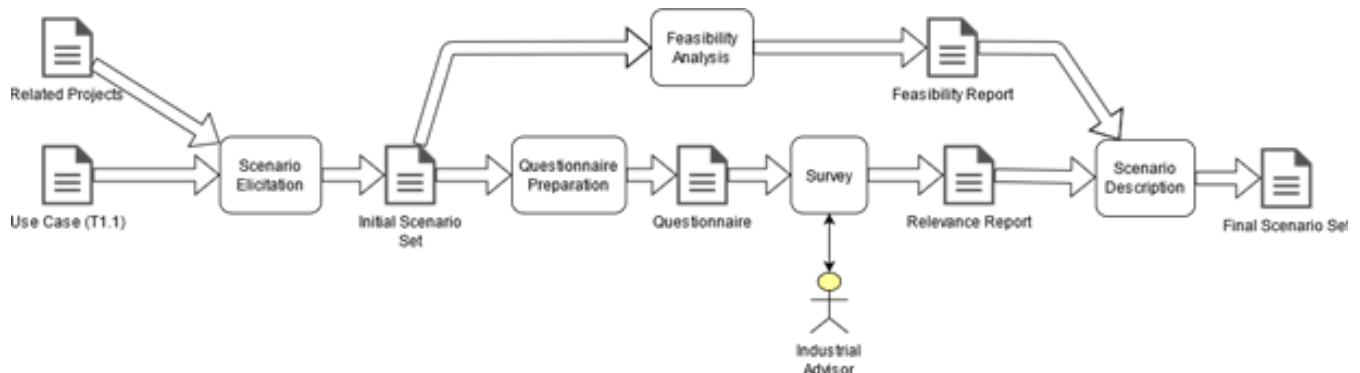 Feasibility
Analysis
Related Projects
Feasibility Report
Scenario
Elicitation
Questionnaire
Preparation
Survey
Scenario
Description
Use Case (T1.1)
Initial Scenario
Set
Questionnaire
Relevance Report
Final Scenario Set
Industrial
Advisor